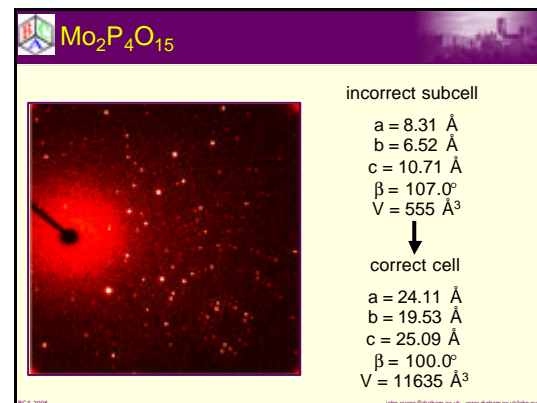 Mo₂P₄O₁₅
incorrect subcell
a = 8.31 Å
b = 6.52 Å
c = 10.71 Å
β = 107.0°
V = 555 Å³
correct cell
a = 24.11 Å
b = 19.53 Å
c = 25.09 Å
β = 100.0°
V = 11635 Å³